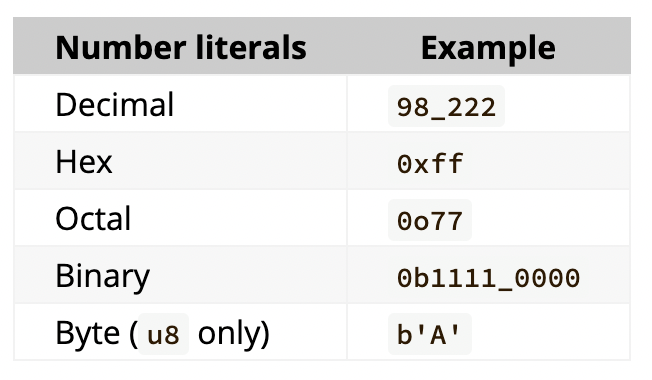 Number literals Example
Decimal 98_222
Hex 0xff
Octal 0o77
Binary 0b1111_0000
Byte (u8 only) b'A'